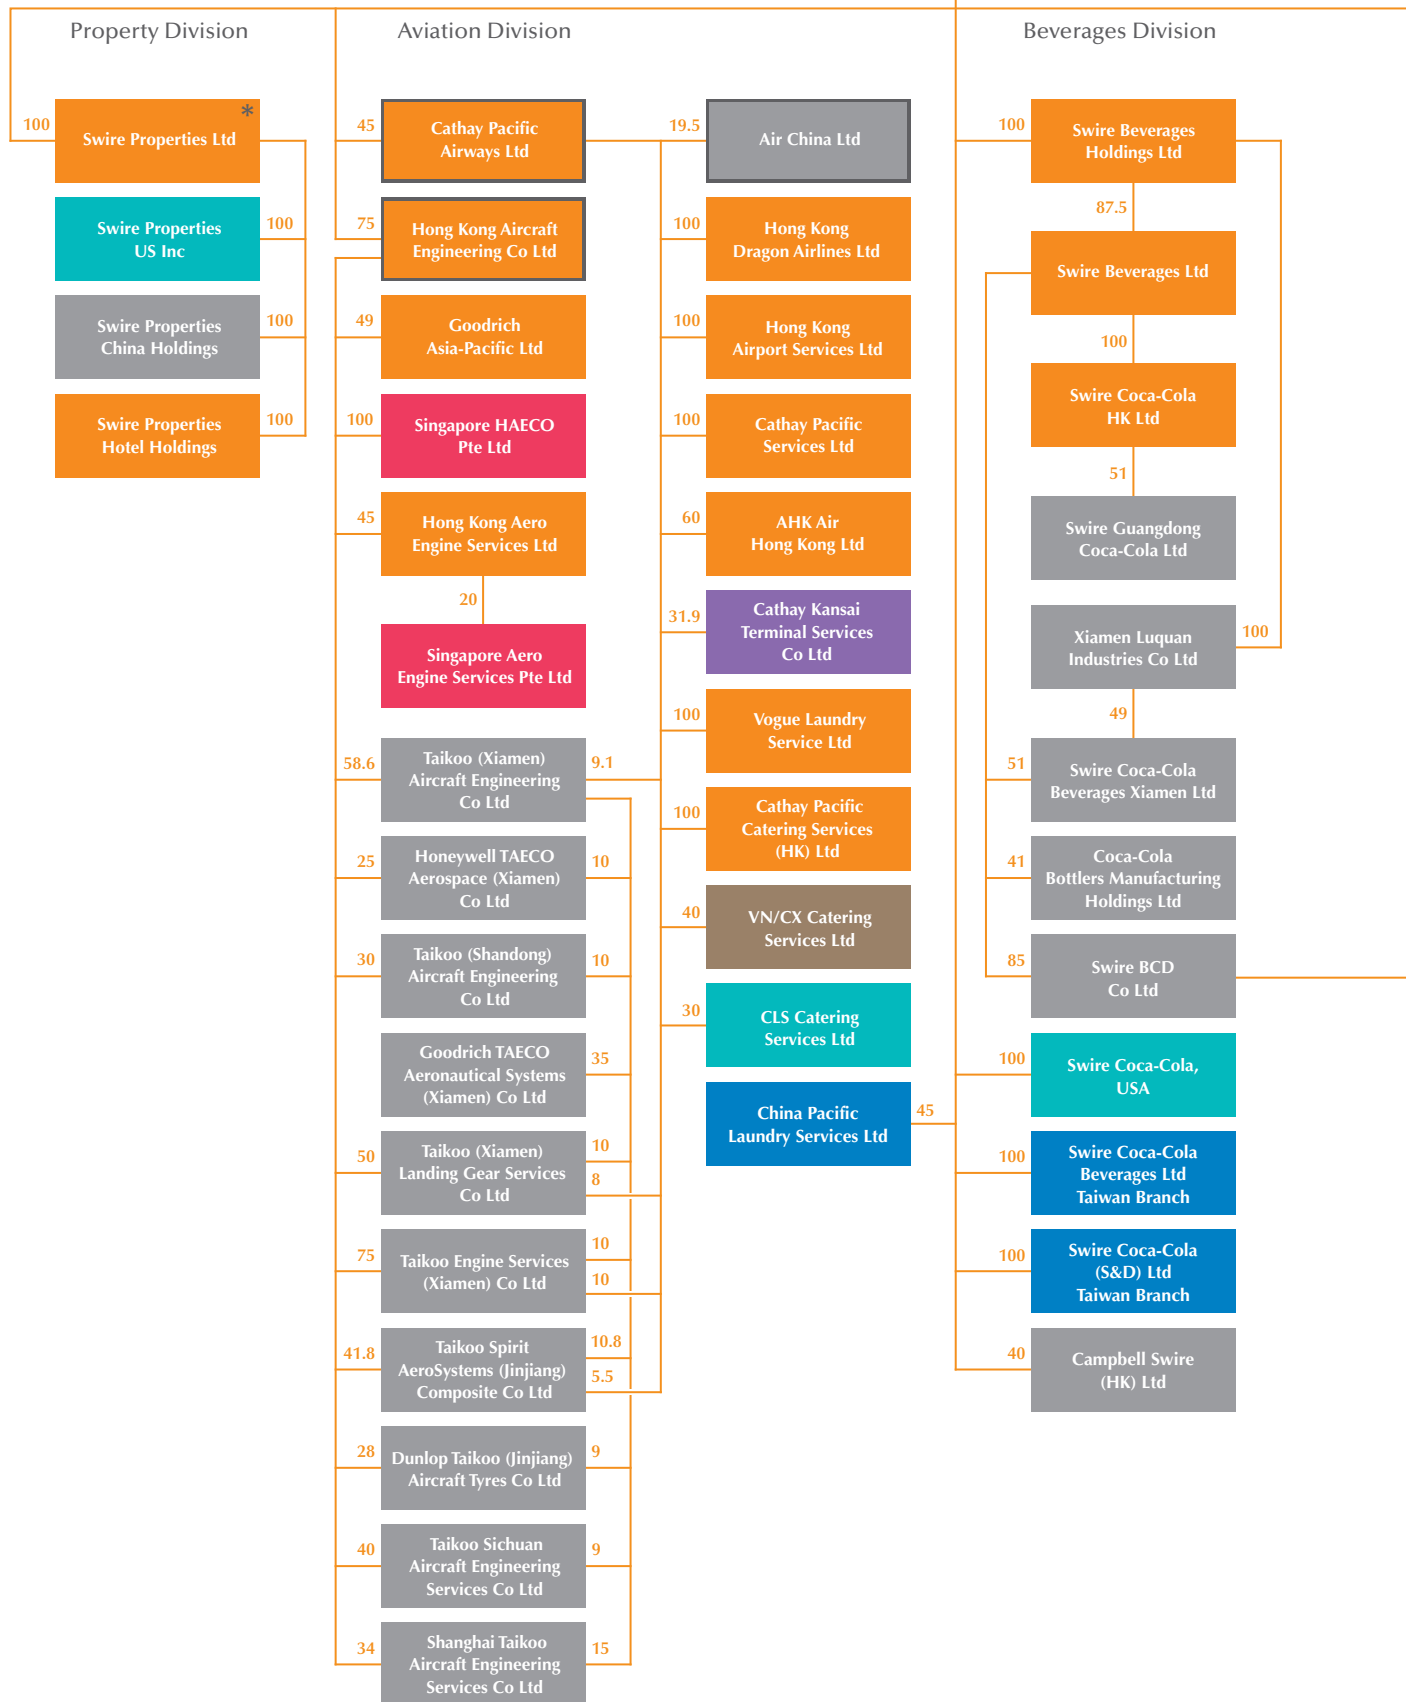 Property Division
Aviation Division
Beverages Division
100
Swire Properties Ltd
*
Swire Properties
US Inc
100
Swire Properties
China Holdings
100
Swire Properties
Hotel Holdings
100
45
Cathay Pacific
Airways Ltd
75
Hong Kong Aircraft
Engineering Co Ltd
49
Goodrich
Asia-Pacific Ltd
100
Singapore HAECO
Pte Ltd
45
Hong Kong Aero
Engine Services Ltd
20
Singapore Aero
Engine Services Pte Ltd
58.6
Taikoo (Xiamen)
Aircraft Engineering
Co Ltd
9.1
25
Honeywell TAECO
Aerospace (Xiamen)
Co Ltd
10
30
Taikoo (Shandong)
Aircraft Engineering
Co Ltd
10
Goodrich TAECO
Aeronautical Systems
(Xiamen) Co Ltd
35
50
Taikoo (Xiamen)
Landing Gear Services
Co Ltd
10
8
75
Taikoo Engine Services
(Xiamen) Co Ltd
10
10
41.8
Taikoo Spirit
AeroSystems (Jinjiang)
Composite Co Ltd
10.8
5.5
28
Dunlop Taikoo (Jinjiang)
Aircraft Tyres Co Ltd
9
40
Taikoo Sichuan
Aircraft Engineering
Services Co Ltd
9
34
Shanghai Taikoo
Aircraft Engineering
Services Co Ltd
15
19.5
Air China Ltd
100
Hong Kong
Dragon Airlines Ltd
100
Hong Kong
Airport Services Ltd
100
Cathay Pacific
Services Ltd
60
AHK Air
Hong Kong Ltd
31.9
Cathay Kansai
Terminal Services
Co Ltd
100
Vogue Laundry
Service Ltd
100
Cathay Pacific
Catering Services
(HK) Ltd
40
VN/CX Catering
Services Ltd
30
CLS Catering
Services Ltd
China Pacific
Laundry Services Ltd
45
100
Swire Beverages
Holdings Ltd
87.5
Swire Beverages Ltd
100
Swire Coca-Cola
HK Ltd
51
Swire Guangdong
Coca-Cola Ltd
Xiamen Luquan
Industries Co Ltd
100
49
51
Swire Coca-Cola
Beverages Xiamen Ltd
41
Coca-Cola
Bottlers Manufacturing
Holdings Ltd
85
Swire BCD
Co Ltd
100
Swire Coca-Cola,
USA
100
Swire Coca-Cola
Beverages Ltd
Taiwan Branch
100
Swire Coca-Cola
(S&D) Ltd
Taiwan Branch
40
Campbell Swire
(HK) Ltd